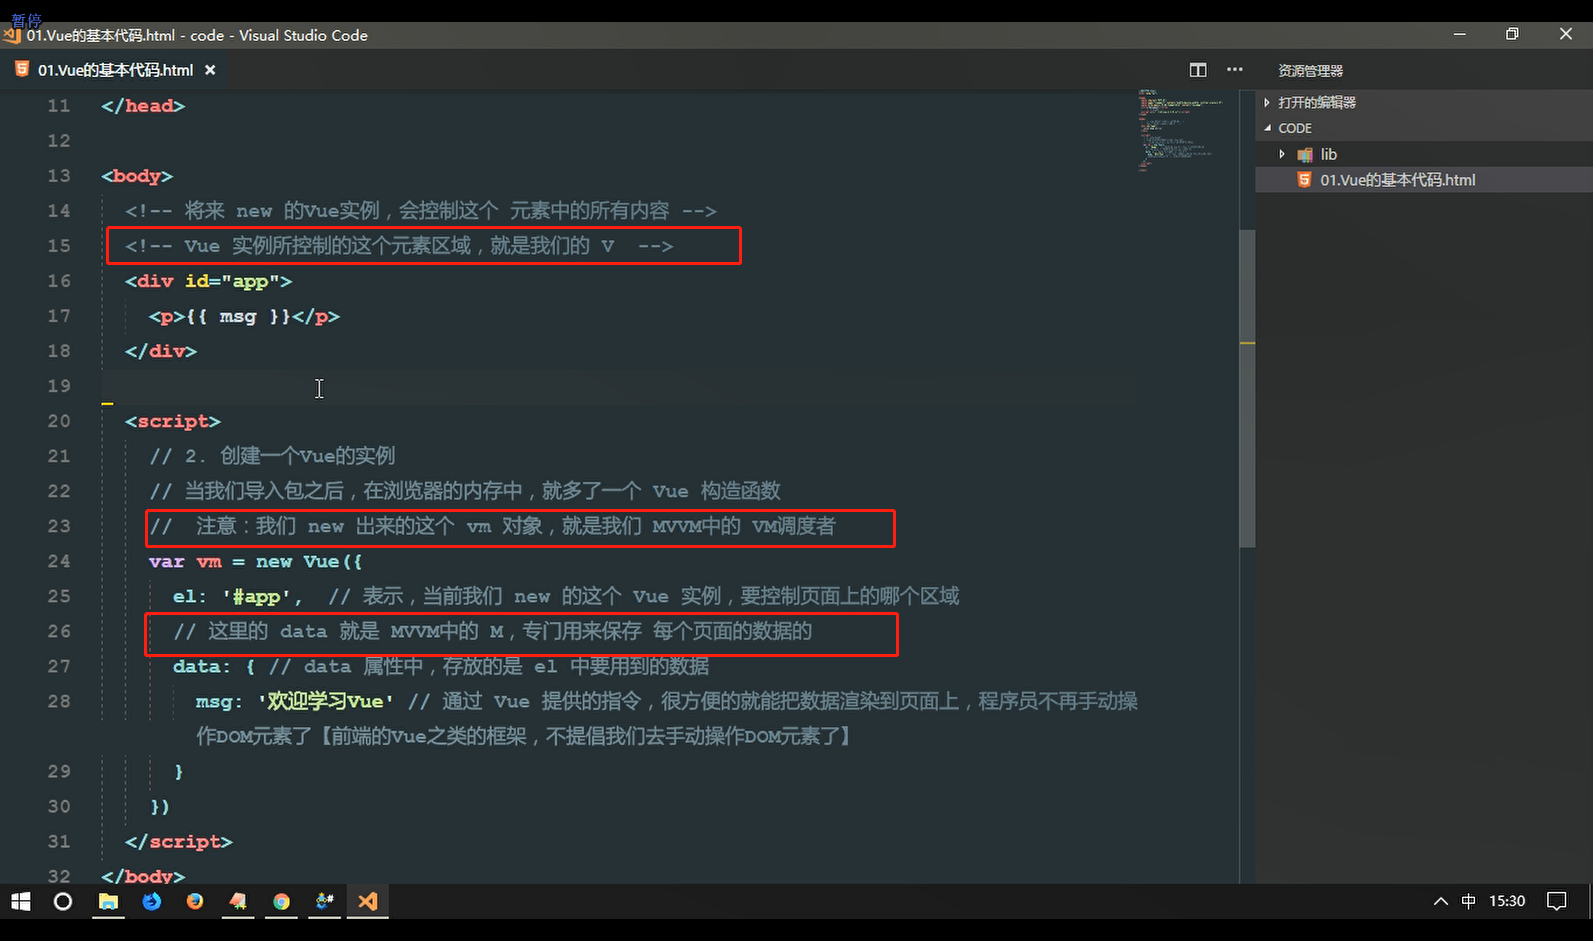 暂停
01.Vue的基本代码.html - code - Visual Studio Code
01.Vue的基本代码.html
资源管理器
打开的编辑器
CODE
lib
01.Vue的基本代码.html
11 </head>
12
13 <body>
14 <!-- 将来 new 的Vue实例，会控制这个 元素中的所有内容 -->
15 <!-- Vue 实例所控制的这个元素区域，就是我们的 V  -->
16 <div id="app">
17 <p>{{ msg }}</p>
18 </div>
19
20 <script>
21 // 2. 创建一个Vue的实例
22 // 当我们导入包之后，在浏览器的内存中，就多了一个 Vue 构造函数
23 //  注意：我们 new 出来的这个 vm 对象，就是我们 MVVM中的 VM调度者
24 var vm = new Vue({
25 el: '#app',  // 表示，当前我们 new 的这个 Vue 实例，要控制页面上的哪个区域
26 // 这里的 data 就是 MVVM中的 M，专门用来保存 每个页面的数据的
27 data: { // data 属性中，存放的是 el 中要用到的数据
28 msg: '欢迎学习Vue' // 通过 Vue 提供的指令，很方便的就能把数据渲染到页面上，程序员不再手动操
作DOM元素了【前端的Vue之类的框架，不提倡我们去手动操作DOM元素了】
29 }
30 })
31 </script>
32 </body>
中 15:30